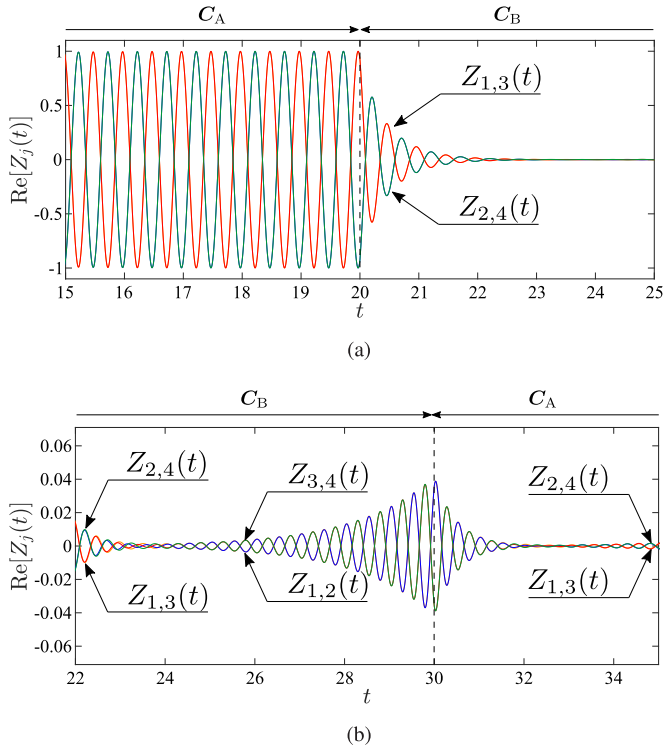 C_A C_B
1
0.5
0
-0.5
-1
Re[Z_j(t)]
Z_{1,3}(t)
Z_{2,4}(t)
15 16 17 18 19 20 21 22 23 24 25
t
(a)
C_B C_A
0.06
0.04
0.02
0
-0.02
-0.04
-0.06
Re[Z_j(t)]
Z_{2,4}(t) Z_{3,4}(t) Z_{2,4}(t)
Z_{1,3}(t) Z_{1,2}(t) Z_{1,3}(t)
22 24 26 28 30 32 34
t
(b)